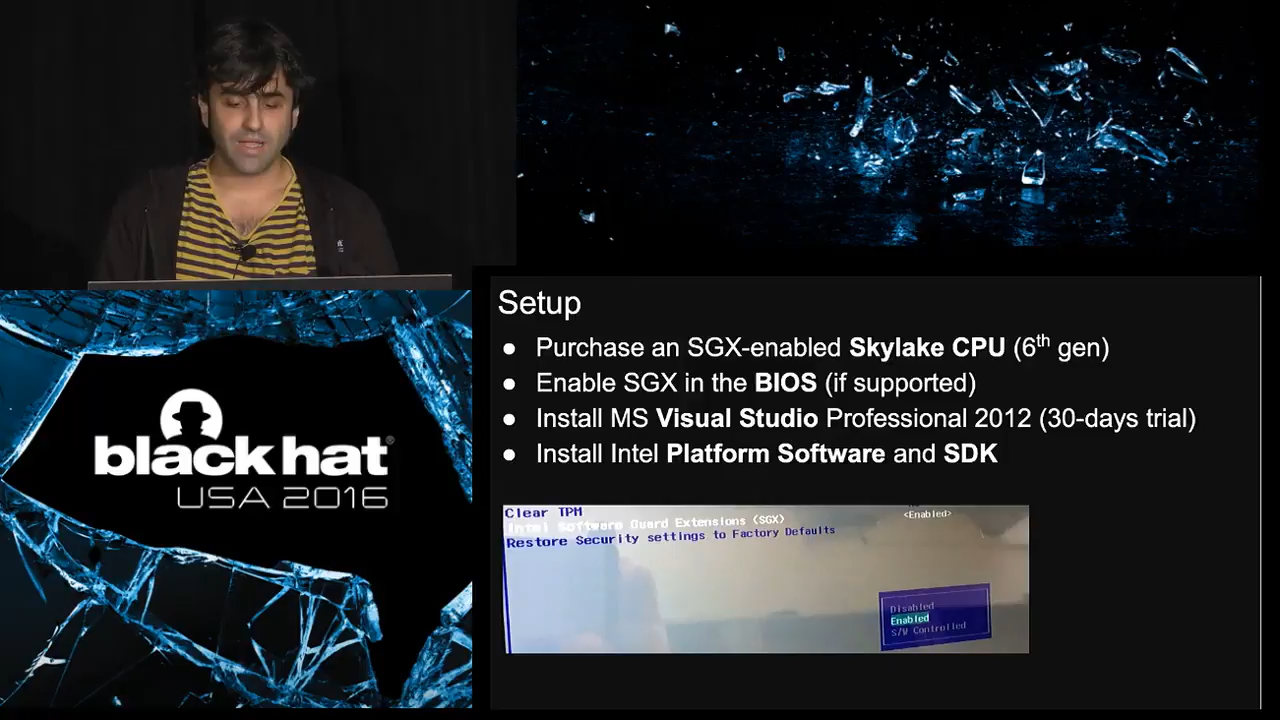 Setup
● Purchase an SGX-enabled Skylake CPU (6th gen)
● Enable SGX in the BIOS (if supported)
● Install MS Visual Studio Professional 2012 (30-days trial)
● Install Intel Platform Software and SDK
black hat®
USA 2016
Clear TPM
Intel Software Guard Extensions (SGX) <Enabled>
Restore Security settings to Factory Defaults
Disabled
Enabled
S/W Controlled